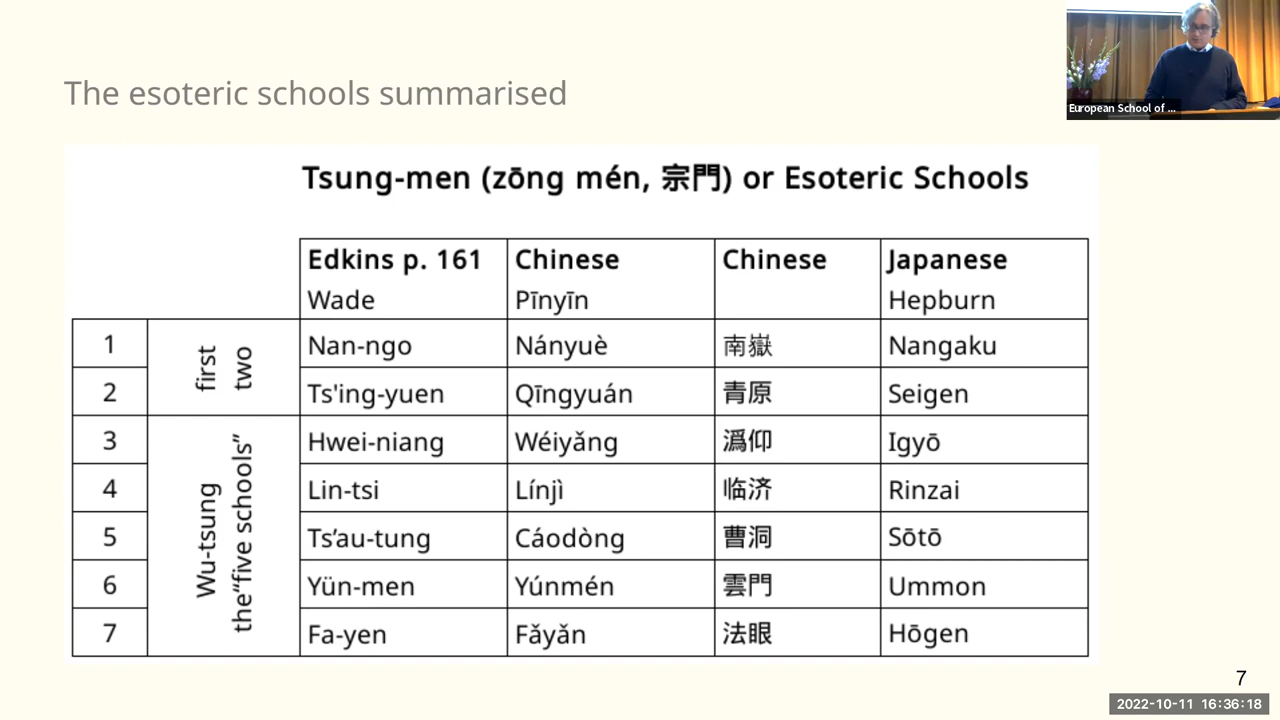 The esoteric schools summarised
European School of ...
Tsung-men (zōng mén, 宗門) or Esoteric Schools
Edkins p. 161 Chinese Chinese Japanese
Wade Pīnyīn Hepburn
first two
1 Nan-ngo Nányuè 南嶽 Nangaku
2 Ts'ing-yuen Qīngyuán 青原 Seigen
Wu-tsung
the“five schools”
3 Hwei-niang Wéiyǎng 潙仰 Igyō
4 Lin-tsi Línjì 临济 Rinzai
5 Ts’au-tung Cáodòng 曹洞 Sōtō
6 Yün-men Yúnmén 雲門 Ummon
7 Fa-yen Fǎyǎn 法眼 Hōgen
7
2022-10-11 16:36:18